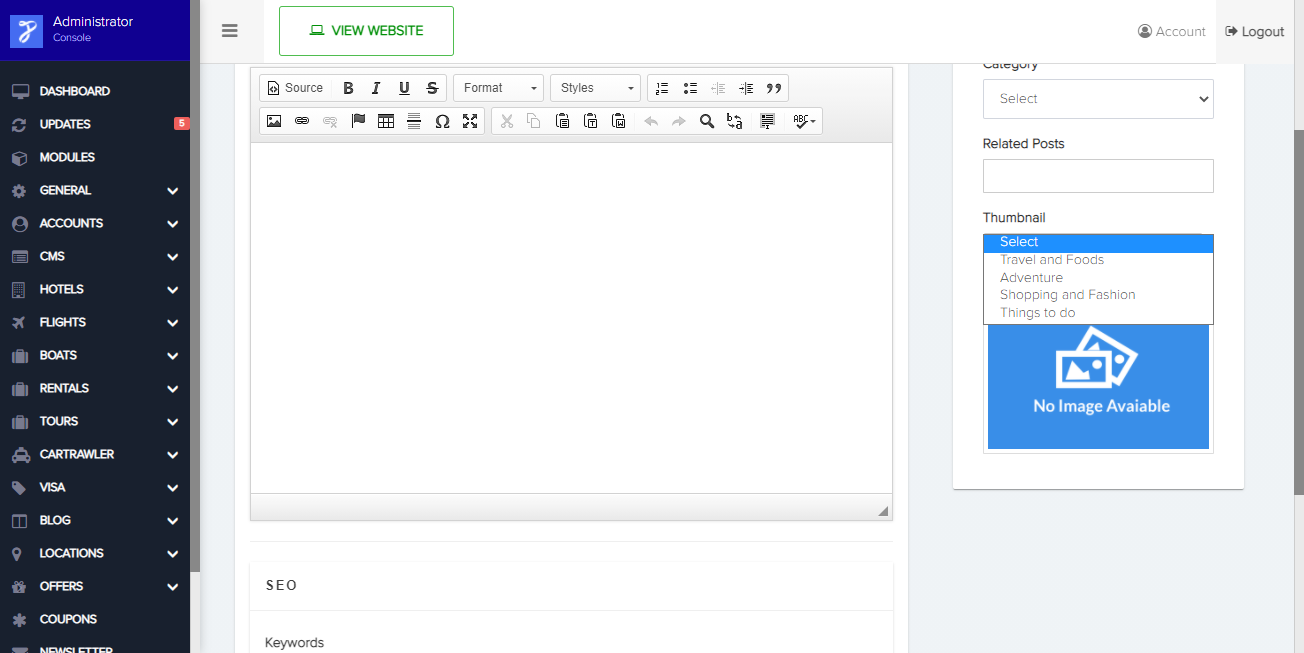 Administrator
Console
VIEW WEBSITE
Account
Logout
DASHBOARD
UPDATES
5
MODULES
GENERAL
ACCOUNTS
CMS
HOTELS
FLIGHTS
BOATS
RENTALS
TOURS
CARTRAWLER
VISA
BLOG
LOCATIONS
OFFERS
COUPONS
NEWSLETTER
Source
B I U S
Format
Styles
Ω
ABC
SEO
Keywords
Category
Select
Related Posts
Thumbnail
Select
Travel and Foods
Adventure
Shopping and Fashion
Things to do
No Image Avaiable